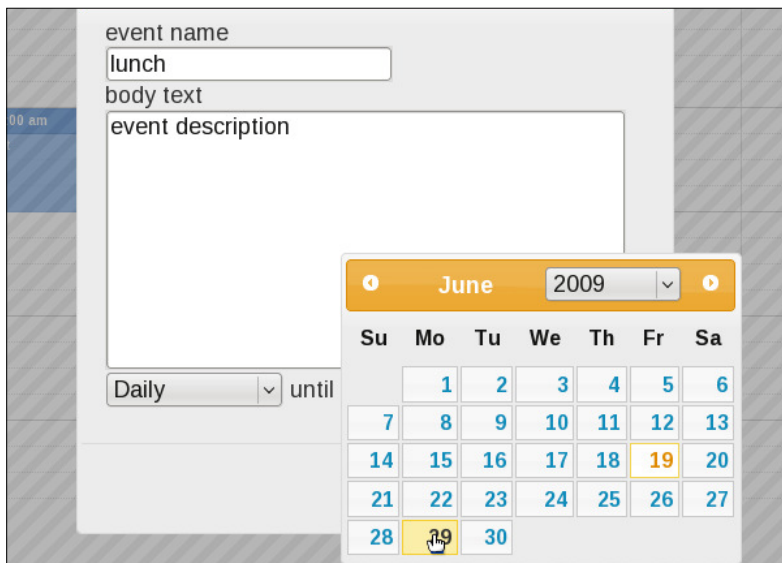 event name
lunch
body text
00 am
event description
June 2009
Su Mo Tu We Th Fr Sa
1 2 3 4 5 6
7 8 9 10 11 12 13
Daily until
14 15 16 17 18 19 20
21 22 23 24 25 26 27
28 29 30